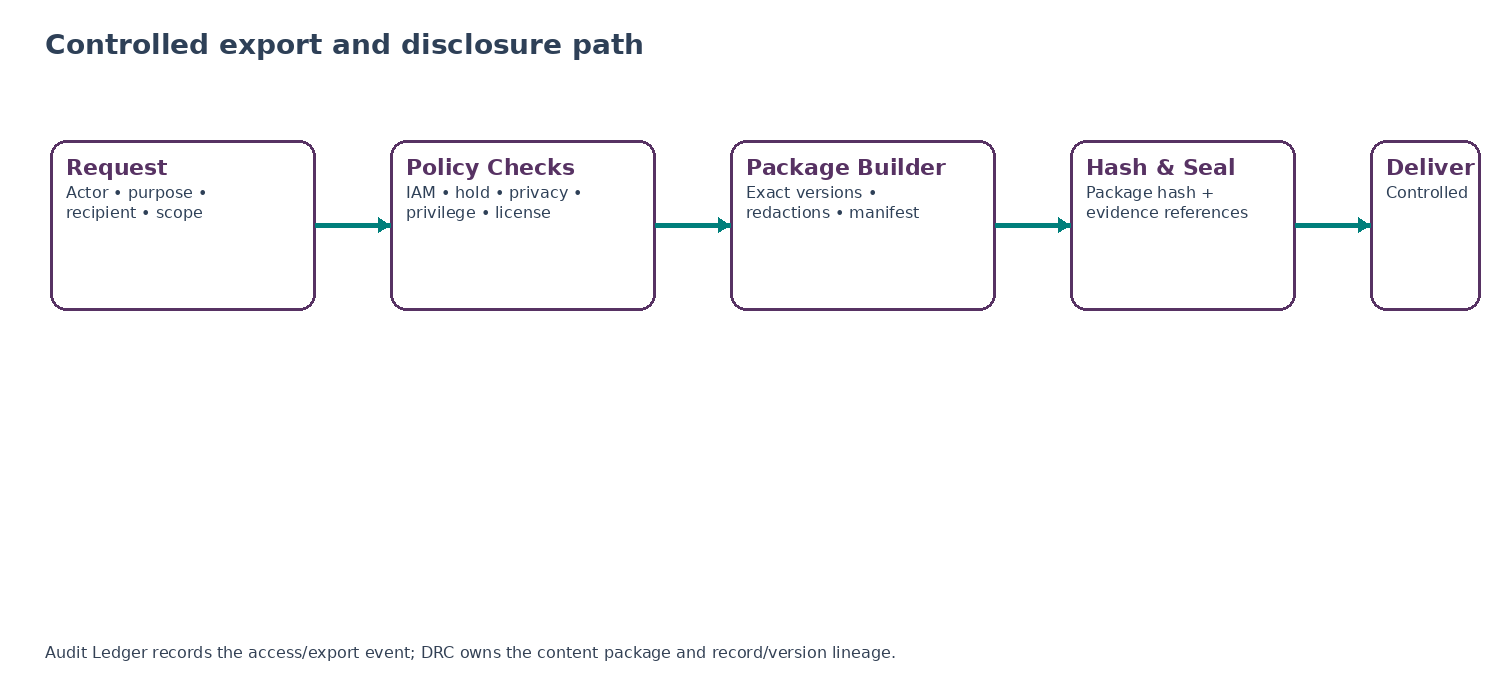 Controlled export and disclosure path
Request
Actor • purpose •
recipient • scope
Policy Checks
IAM • hold • privacy •
privilege • license
Package Builder
Exact versions •
redactions • manifest
Hash & Seal
Package hash +
evidence references
Deliver
Controlled
Audit Ledger records the access/export event; DRC owns the content package and record/version lineage.